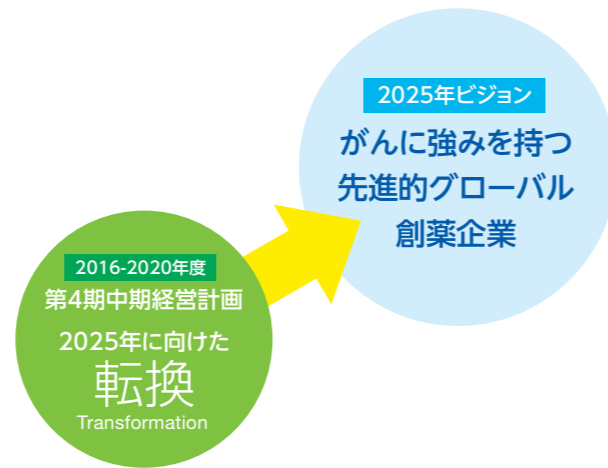 2025年ビジョン
がんに強みを持つ
先進的グローバル
創薬企業
2016-2020年度
第4期中期経営計画
2025年に向けた
転換
Transformation